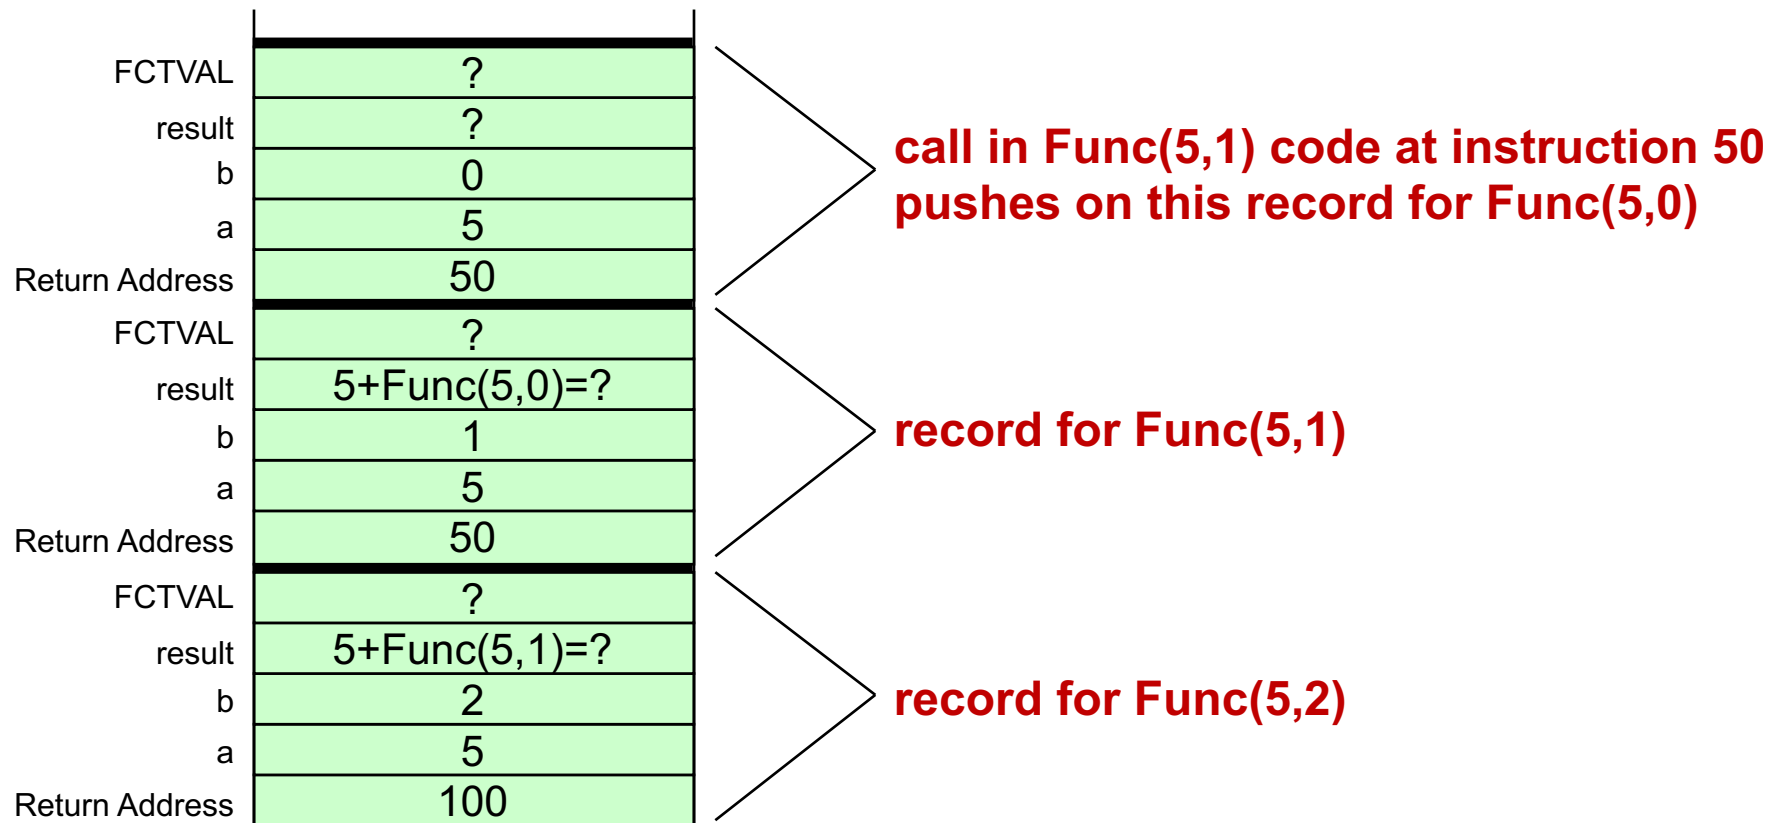 FCTVAL ?
result ?
b 0
a 5
Return Address 50
call in Func(5,1) code at instruction 50
pushes on this record for Func(5,0)
FCTVAL ?
result 5+Func(5,0)=?
b 1
a 5
Return Address 50
record for Func(5,1)
FCTVAL ?
result 5+Func(5,1)=?
b 2
a 5
Return Address 100
record for Func(5,2)